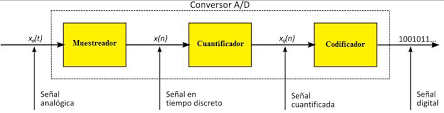 Conversor A/D
xₐ(t)
Muestreador
x(n)
Cuantificador
xq(n)
Codificador
1001011...
Señal
analógica
Señal en
tiempo discreto
Señal
cuantificada
Señal
digital